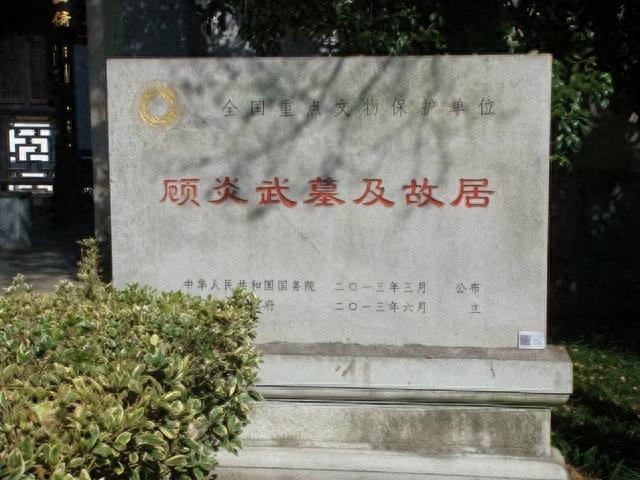 全国重点文物保护单位
顾炎武墓及故居
中华人民共和国国务院 二〇一三年三月 公布
府 二〇一三年六月 立